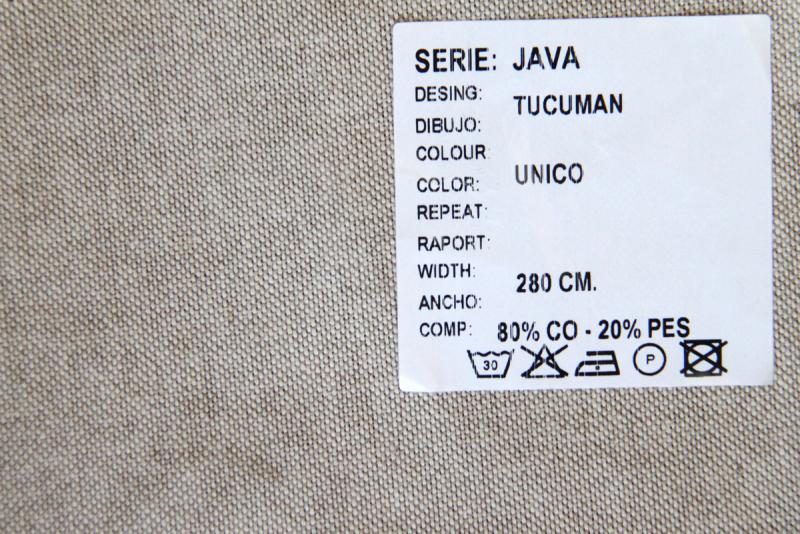 SERIE: JAVA
DESING:
TUCUMAN
DIBUJO:
COLOUR
UNICO
COLOR:
REPEAT:
RAPORT:
WIDTH:
280 CM.
ANCHO:
COMP: 80% CO - 20% PES
30 P